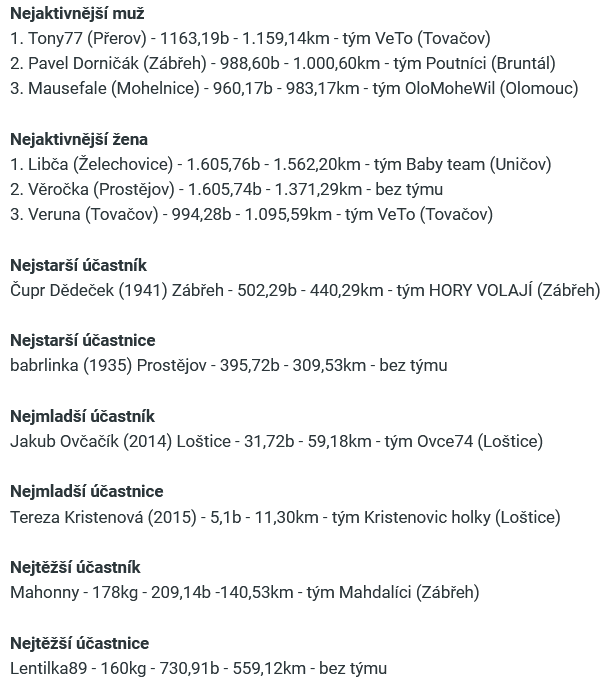 Nejaktivnější muž
1. Tony77 (Přerov) - 1163,19b - 1.159,14km - tým VeTo (Tovačov)
2. Pavel Dorničák (Zábřeh) - 988,60b - 1.000,60km - tým Poutníci (Bruntál)
3. Mausefale (Mohelnice) - 960,17b - 983,17km - tým OloMoheWil (Olomouc)
Nejaktivnější žena
1. Libča (Želechovice) - 1.605,76b - 1.562,20km - tým Baby team (Uničov)
2. Věročka (Prostějov) - 1.605,74b - 1.371,29km - bez týmu
3. Veruna (Tovačov) - 994,28b - 1.095,59km - tým VeTo (Tovačov)
Nejstarší účastník
Čupr Dědeček (1941) Zábřeh - 502,29b - 440,29km - tým HORY VOLAJÍ (Zábřeh)
Nejstarší účastnice
babrlinka (1935) Prostějov - 395,72b - 309,53km - bez týmu
Nejmladší účastník
Jakub Ovčačík (2014) Loštice - 31,72b - 59,18km - tým Ovce74 (Loštice)
Nejmladší účastnice
Tereza Kristenová (2015) - 5,1b - 11,30km - tým Kristenovic holky (Loštice)
Nejtěžší účastník
Mahonny - 178kg - 209,14b -140,53km - tým Mahdalíci (Zábřeh)
Nejtěžší účastnice
Lentilka89 - 160kg - 730,91b - 559,12km - bez týmu